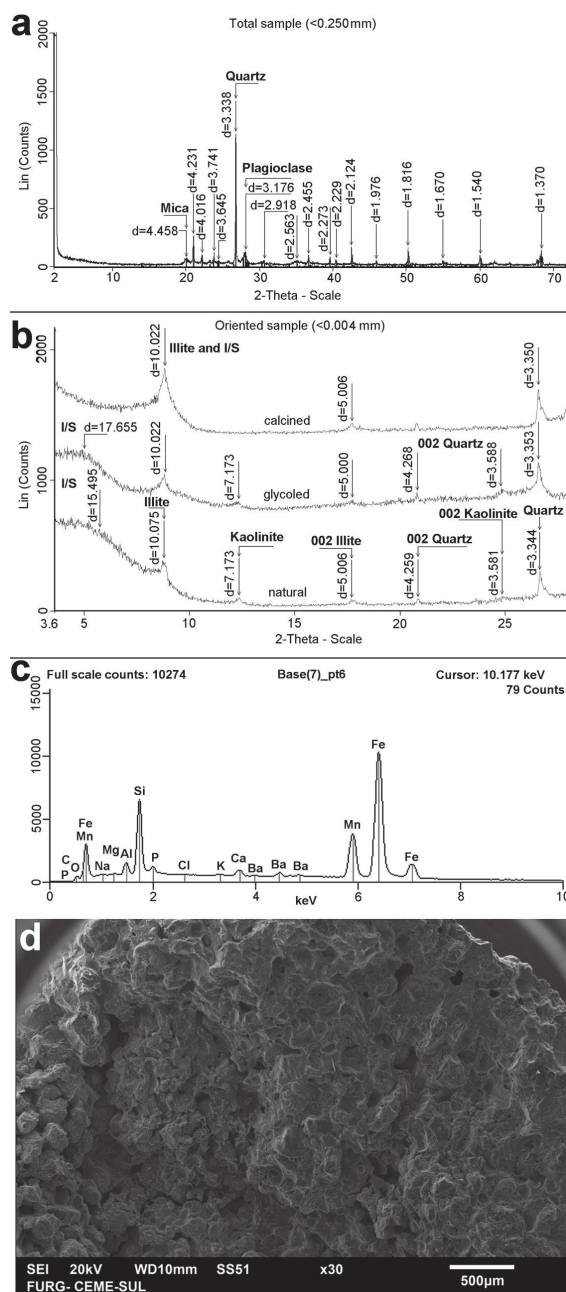 a
Total sample (<0.250mm)
Lin (Counts)
2000
1500
1000
500
0
Quartz
d=3.338
Plagioclase
d=3.176
d=2.918
Mica
d=4.458
d=4.231
d=4.016
d=3.741
d=3.645
d=2.563
d=2.455
d=2.273
d=2.229
d=2.124
d=1.976
d=1.816
d=1.670
d=1.540
d=1.370
2 10 20 30 40 50 60 70
2-Theta - Scale
b
Oriented sample (<0.004 mm)
Lin (Counts)
2000
1000
0
d=10.022
Illite and I/S
d=5.006
d=3.350
calcined
I/S
d=17.655
d=10.022
d=7.173
d=5.000
d=4.268
002 Quartz
d=3.588
d=3.353
glycoled
I/S
d=15.495
Illite
d=10.075
Kaolinite
d=7.173
002 Illite
d=5.006
002 Quartz
d=4.259
002 Kaolinite
d=3.581
Quartz
d=3.344
natural
3.6 5 10 15 20 25
2-Theta - Scale
c
Full scale counts: 10274 Base(7)_pt6 Cursor: 10.177 keV
79 Counts
15000
10000
5000
0
Fe
Si
Fe
Mn
Mn
C
P
O
Na
Mg
Al
P
Cl
K
Ca
Ba
Ba
Ba
Fe
0 2 4 6 8 10
keV
d
SEI 20kV WD10mm SS51 x30 500µm
FURG- CEME-SUL